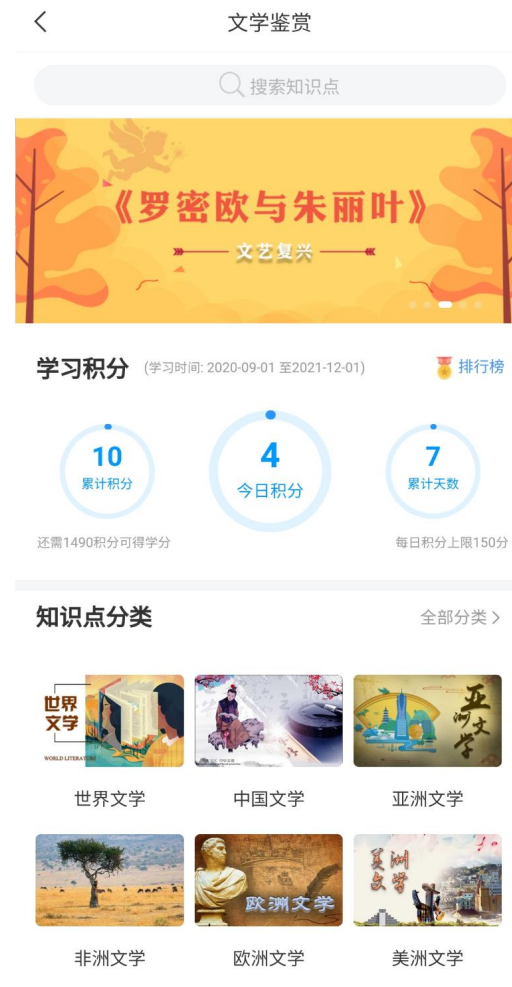 文学鉴赏
搜索知识点
《罗密欧与朱丽叶》
文艺复兴
学习积分 (学习时间: 2020-09-01 至2021-12-01) 排行榜
10
累计积分
4
今日积分
7
累计天数
还需1490积分可得学分
每日积分上限150分
知识点分类
全部分类
世界
文学
WORLD LITERATURE
亚洲文学
世界文学
中国文学
亚洲文学
欧洲文学
美洲
文学
非洲文学
欧洲文学
美洲文学